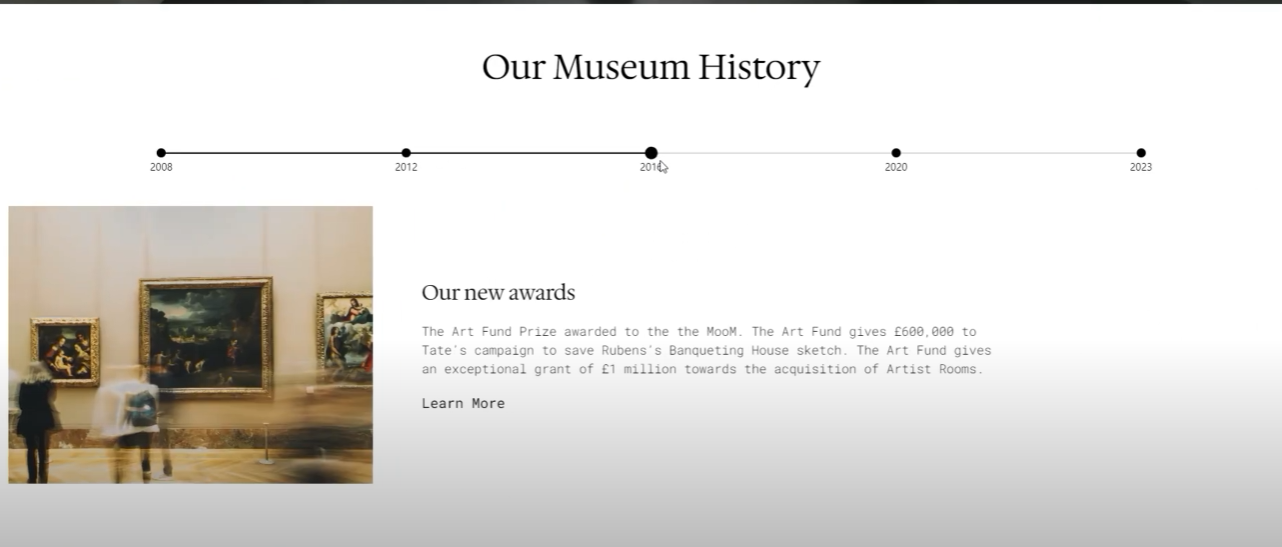 Our Museum History
2008
2012
2020
2023
Our new awards
The Art Fund Prize awarded to the the MooM. The Art Fund gives £600,000 to
Tate's campaign to save Rubens's Banqueting House sketch. The Art Fund gives
an exceptional grant of £1 million towards the acquisition of Artist Rooms.
Learn More